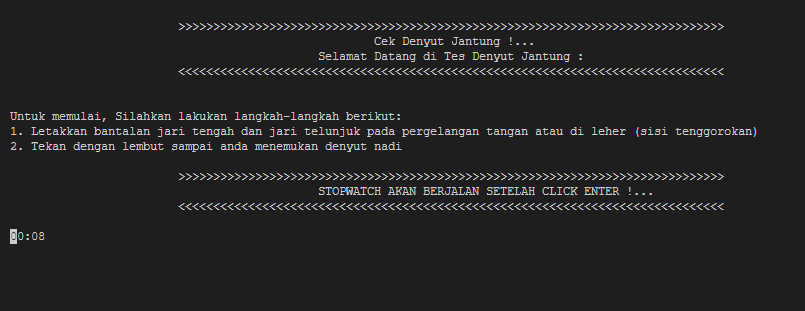 >>>>>>>>>>>>>>>>>>>>>>>>>>>>>>>>>>>>>>>>>>>>>>>>>>>>>>>>>>>>>>>>>>>>>>>>>>>>>>
Cek Denyut Jantung !...
Selamat Datang di Tes Denyut Jantung :
<<<<<<<<<<<<<<<<<<<<<<<<<<<<<<<<<<<<<<<<<<<<<<<<<<<<<<<<<<<<<<<<<<<<<<<<<<<<<<
Untuk memulai, Silahkan lakukan langkah-langkah berikut:
1. Letakkan bantalan jari tengah dan jari telunjuk pada pergelangan tangan atau di leher (sisi tenggorokan)
2. Tekan dengan lembut sampai anda menemukan denyut nadi
>>>>>>>>>>>>>>>>>>>>>>>>>>>>>>>>>>>>>>>>>>>>>>>>>>>>>>>>>>>>>>>>>>>>>>>>>>>>>>
STOPWATCH AKAN BERJALAN SETELAH CLICK ENTER !...
<<<<<<<<<<<<<<<<<<<<<<<<<<<<<<<<<<<<<<<<<<<<<<<<<<<<<<<<<<<<<<<<<<<<<<<<<<<<<<
00:08